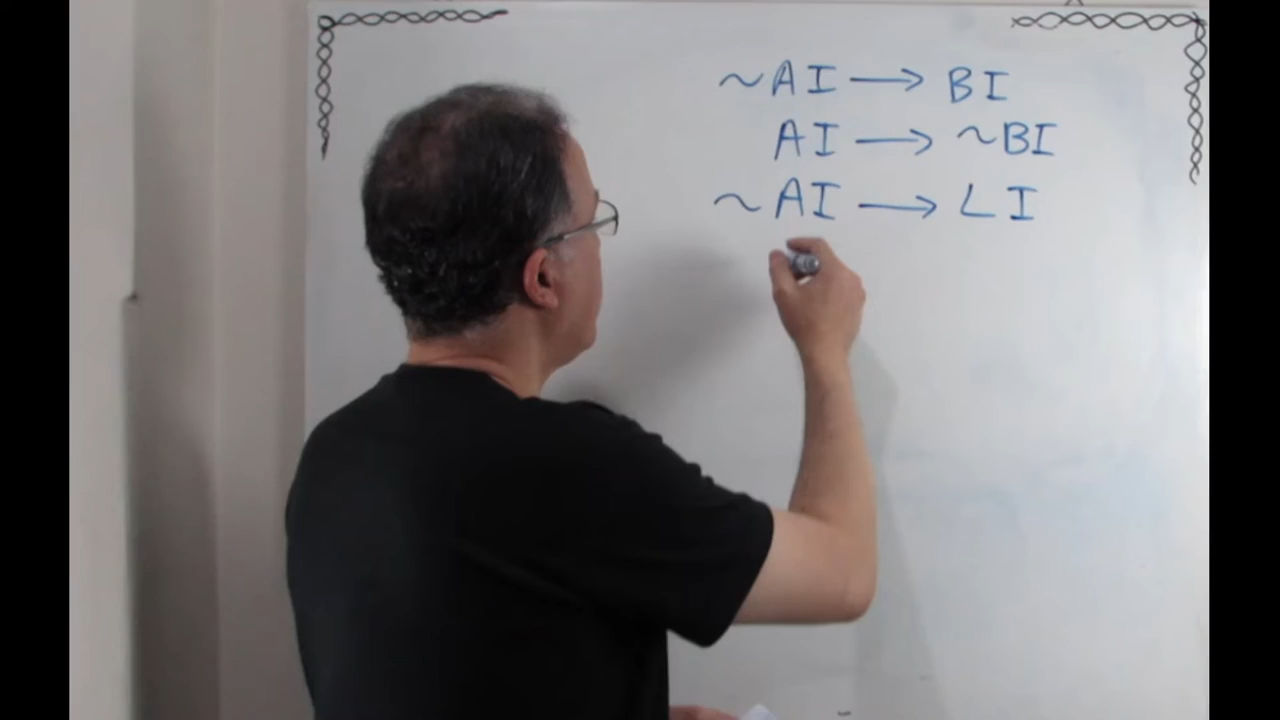 ~AI → BI
AI → ~BI
~AI → LI